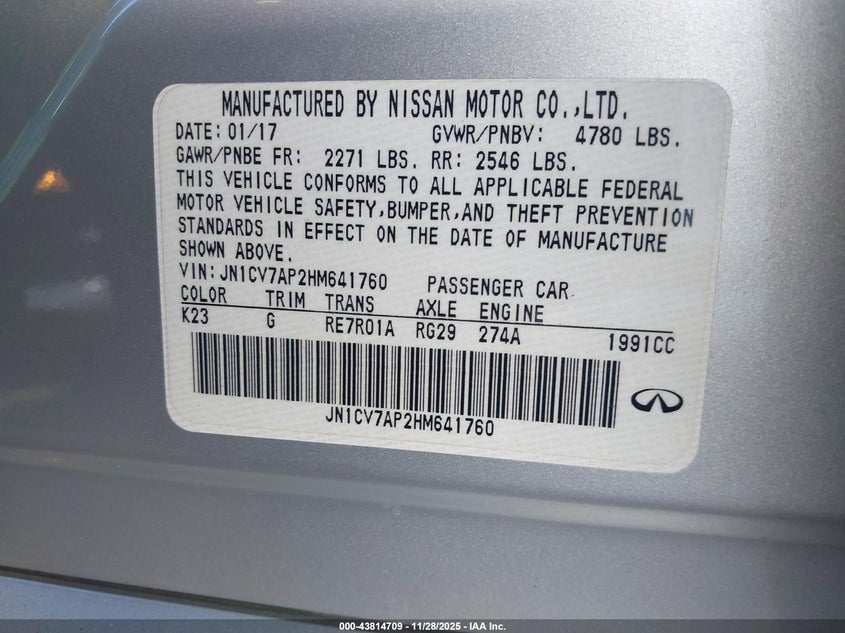 MANUFACTURED BY NISSAN MOTOR CO.,LTD.
DATE: 01/17 GVWR/PNBV: 4780 LBS.
GAWR/PNBE FR: 2271 LBS. RR: 2546 LBS.
THIS VEHICLE CONFORMS TO ALL APPLICABLE FEDERAL
MOTOR VEHICLE SAFETY,BUMPER,AND THEFT PREVENTION
STANDARDS IN EFFECT ON THE DATE OF MANUFACTURE
SHOWN ABOVE.
VIN:JN1CV7AP2HM641760 PASSENGER CAR
COLOR TRIM TRANS AXLE ENGINE
K23 G RE7R01A RG29 274A 1991CC
JN1CV7AP2HM641760
000-43814709 - 11/28/2025 - IAA Inc.